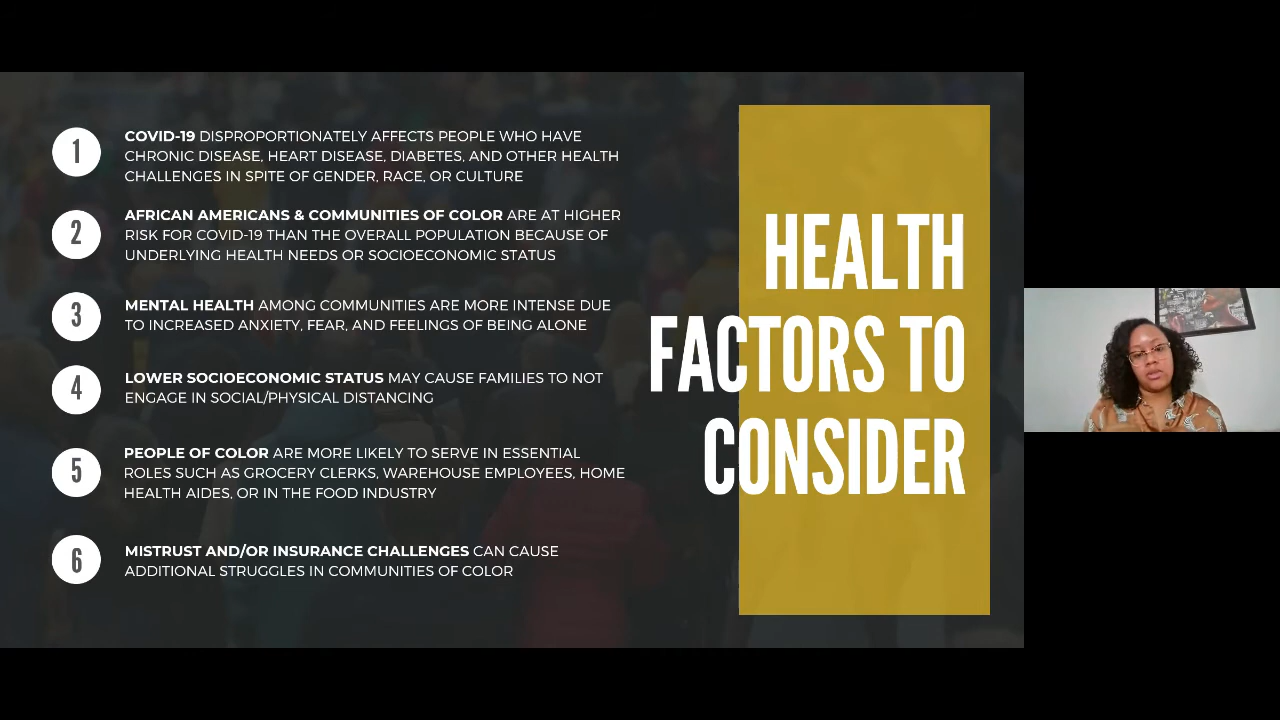 1
COVID-19 DISPROPORTIONATELY AFFECTS PEOPLE WHO HAVE
CHRONIC DISEASE, HEART DISEASE, DIABETES, AND OTHER HEALTH
CHALLENGES IN SPITE OF GENDER, RACE, OR CULTURE
2
AFRICAN AMERICANS & COMMUNITIES OF COLOR ARE AT HIGHER
RISK FOR COVID-19 THAN THE OVERALL POPULATION BECAUSE OF
UNDERLYING HEALTH NEEDS OR SOCIOECONOMIC STATUS
3
MENTAL HEALTH AMONG COMMUNITIES ARE MORE INTENSE DUE
TO INCREASED ANXIETY, FEAR, AND FEELINGS OF BEING ALONE
4
LOWER SOCIOECONOMIC STATUS MAY CAUSE FAMILIES TO NOT
ENGAGE IN SOCIAL/PHYSICAL DISTANCING
5
PEOPLE OF COLOR ARE MORE LIKELY TO SERVE IN ESSENTIAL
ROLES SUCH AS GROCERY CLERKS, WAREHOUSE EMPLOYEES, HOME
HEALTH AIDES, OR IN THE FOOD INDUSTRY
6
MISTRUST AND/OR INSURANCE CHALLENGES CAN CAUSE
ADDITIONAL STRUGGLES IN COMMUNITIES OF COLOR
HEALTH
FACTORS TO
CONSIDER